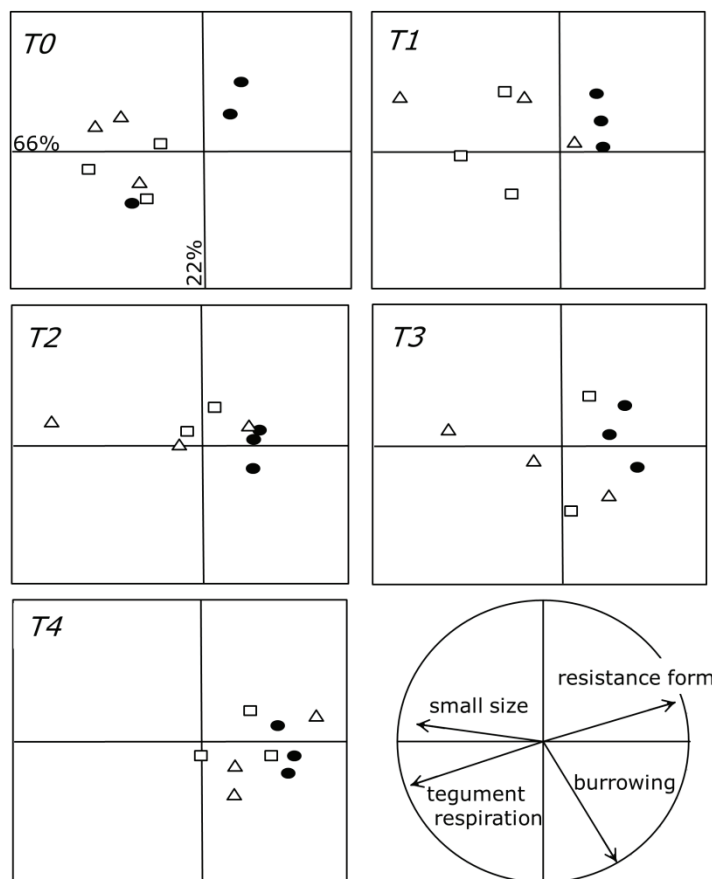 T0
66%
22%
T1
T2
T3
T4
resistance form
small size
tegument
respiration
burrowing